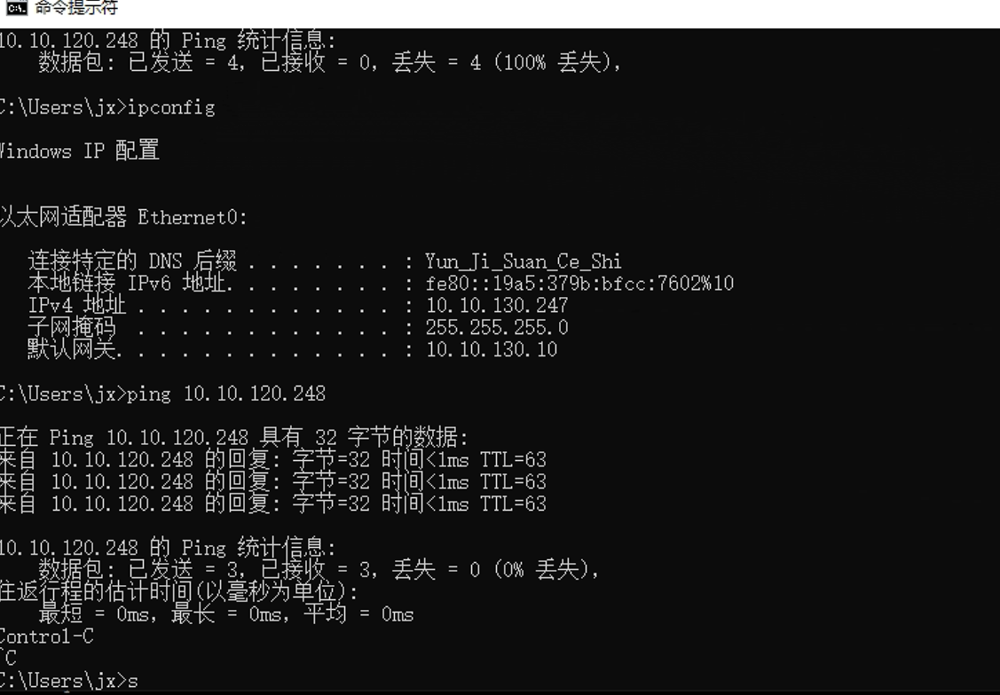 命令提示符
10.10.120.248 的 Ping 统计信息:
数据包: 已发送 = 4, 已接收 = 0, 丢失 = 4 (100% 丢失),
C:\Users\jx>ipconfig
Windows IP 配置
以太网适配器 Ethernet0:
连接特定的 DNS 后缀 . . . . . . . : Yun_Ji_Suan_Ce_Shi
本地链接 IPv6 地址. . . . . . . . : fe80::19a5:379b:bfcc:7602%10
IPv4 地址 . . . . . . . . . . . . : 10.10.130.247
子网掩码 . . . . . . . . . . . . : 255.255.255.0
默认网关. . . . . . . . . . . . . : 10.10.130.10
C:\Users\jx>ping 10.10.120.248
正在 Ping 10.10.120.248 具有 32 字节的数据:
来自 10.10.120.248 的回复: 字节=32 时间<1ms TTL=63
来自 10.10.120.248 的回复: 字节=32 时间<1ms TTL=63
来自 10.10.120.248 的回复: 字节=32 时间<1ms TTL=63
10.10.120.248 的 Ping 统计信息:
数据包: 已发送 = 3, 已接收 = 3, 丢失 = 0 (0% 丢失),
往返行程的估计时间(以毫秒为单位):
最短 = 0ms, 最长 = 0ms, 平均 = 0ms
Control-C
^C
C:\Users\jx>s